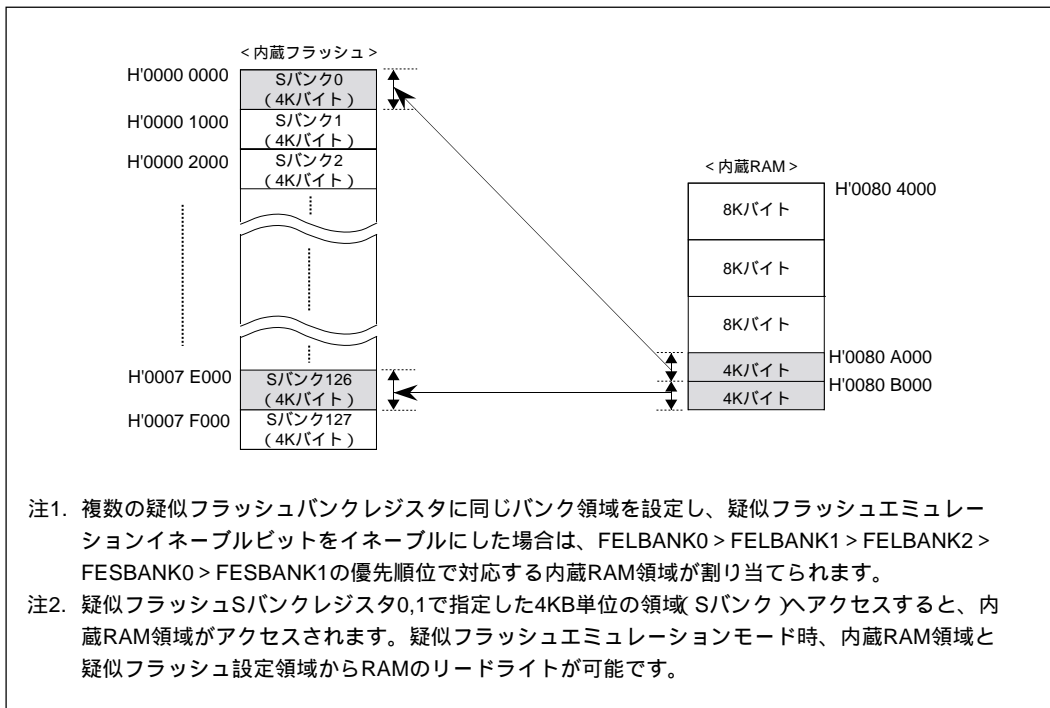 ＜内蔵フラッシュ＞
H'0000 0000
Sバンク0
（4Kバイト）
H'0000 1000
Sバンク1
（4Kバイト）
H'0000 2000
Sバンク2
（4Kバイト）
H'0007 E000
Sバンク126
（4Kバイト）
H'0007 F000
Sバンク127
（4Kバイト）
＜内蔵RAM＞
H'0080 4000
8Kバイト
8Kバイト
8Kバイト
H'0080 A000
4Kバイト
H'0080 B000
4Kバイト
注1. 複数の疑似フラッシュバンクレジスタに同じバンク領域を設定し、疑似フラッシュエミュレー
ションイネーブルビットをイネーブルにした場合は、FELBANK0＞FELBANK1＞FELBANK2＞
FESBANK0＞FESBANK1の優先順位で対応する内蔵RAM領域が割り当てられます。
注2. 疑似フラッシュSバンクレジスタ0,1で指定した4KB単位の領域（Sバンク）へアクセスすると、内
蔵RAM領域がアクセスされます。疑似フラッシュエミュレーションモード時、内蔵RAM領域と
疑似フラッシュ設定領域からRAMのリードライトが可能です。